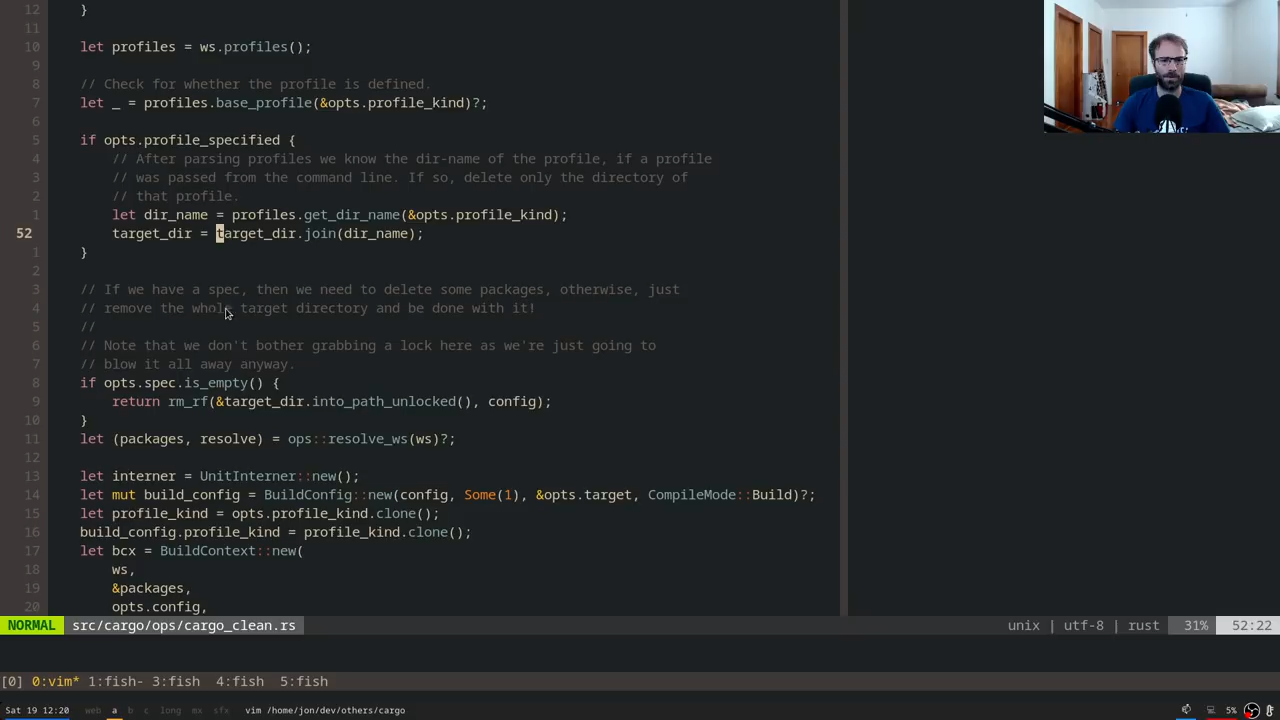 12 }
11
10 let profiles = ws.profiles();
9
8 // Check for whether the profile is defined.
7 let _ = profiles.base_profile(&opts.profile_kind)?;
6
5 if opts.profile_specified {
4 // After parsing profiles we know the dir-name of the profile, if a profile
3 // was passed from the command line. If so, delete only the directory of
2 // that profile.
1 let dir_name = profiles.get_dir_name(&opts.profile_kind);
52 target_dir = target_dir.join(dir_name);
1 }
2
3 // If we have a spec, then we need to delete some packages, otherwise, just
4 // remove the whole target directory and be done with it!
5 //
6 // Note that we don't bother grabbing a lock here as we're just going to
7 // blow it all away anyway.
8 if opts.spec.is_empty() {
9 return rm_rf(&target_dir.into_path_unlocked(), config);
10 }
11 let (packages, resolve) = ops::resolve_ws(ws)?;
12
13 let interner = UnitInterner::new();
14 let mut build_config = BuildConfig::new(config, Some(1), &opts.target, CompileMode::Build)?;
15 let profile_kind = opts.profile_kind.clone();
16 build_config.profile_kind = profile_kind.clone();
17 let bcx = BuildContext::new(
18 ws,
19 &packages,
20 opts.config,
NORMAL src/cargo/ops/cargo_clean.rs unix | utf-8 | rust 31% 52:22
[0] 0:vim* 1:fish- 3:fish 4:fish 5:fish
Sat 19 12:20 web a b c long mx sfx vim /home/jon/dev/others/cargo 5%